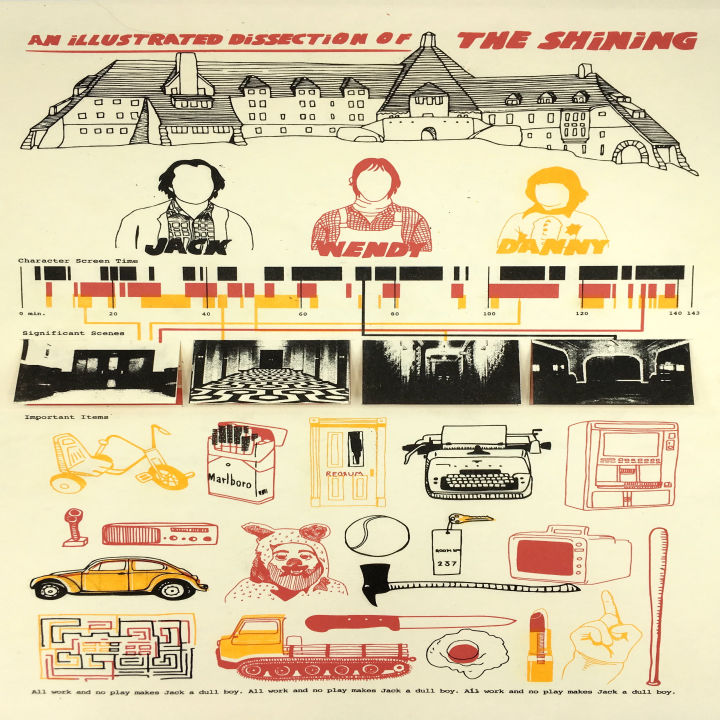 AN ILLUSTRATED DISSECTION OF THE SHINING
JACK
WENDY
DANNY
Character Screen Time
0 min. 20 40 60 80 100 120 140 143
Significant Scenes
Important Items
Marlboro
REDRUM
ROOM No
237
All work and no play makes Jack a dull boy. All work and no play makes Jack a dull boy. All work and no play makes Jack a dull boy.